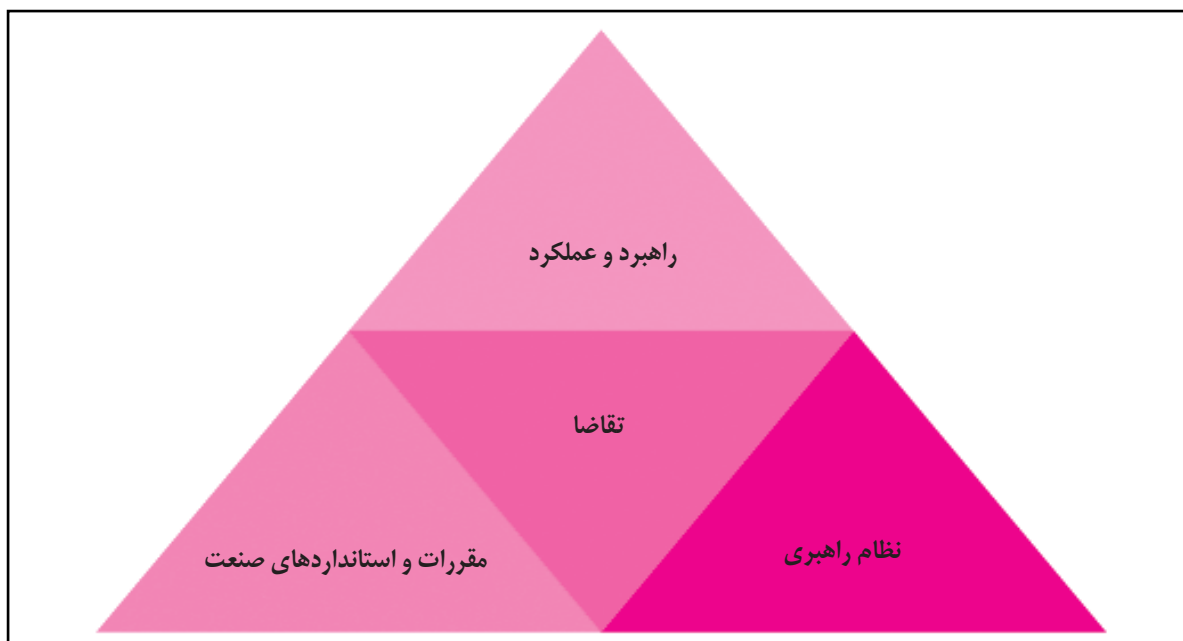 راهبرد و عملکرد
تقاضا
نظام راهبری
مقررات و استانداردهای صنعت